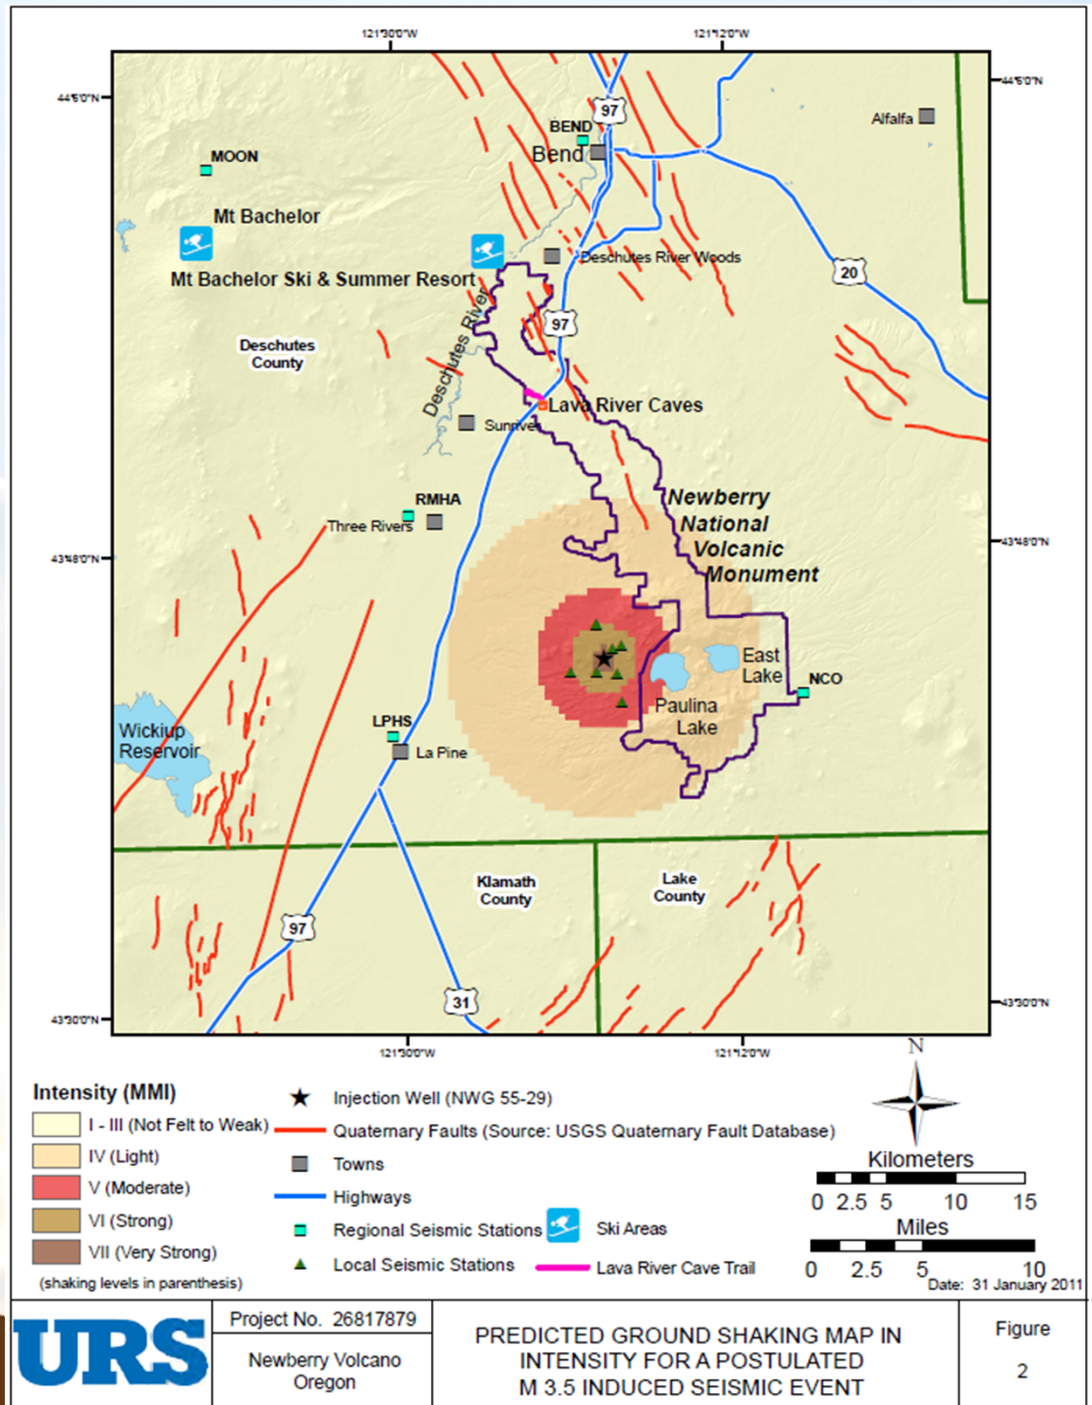 121°30'0"W
121°12'0"W
44°5'0"N
44°5'0"N
97
BEND
Bend
Alfalfa
MOON
Mt Bachelor
Mt Bachelor Ski & Summer Resort
Deschutes River Woods
20
97
Deschutes
County
Deschutes River
Lava River Caves
Sunriver
RMHA
Three Rivers
Newberry
National
Volcanic
Monument
43°48'0"N
43°48'0"N
East
Lake
NCO
Paulina
Lake
LPHS
La Pine
Wickiup
Reservoir
Klamath
County
Lake
County
97
31
43°30'0"N
43°30'0"N
121°30'0"W
121°12'0"W
N
Intensity (MMI)
I - III (Not Felt to Weak)
IV (Light)
V (Moderate)
VI (Strong)
VII (Very Strong)
(shaking levels in parenthesis)
Injection Well (NWG 55-29)
Quaternary Faults (Source: USGS Quaternary Fault Database)
Towns
Highways
Regional Seismic Stations
Ski Areas
Local Seismic Stations
Lava River Cave Trail
Kilometers
0 2.5 5 10 15
Miles
0 2.5 5 10
Date: 31 January 2011
URS
Project No. 26817879
Newberry Volcano
Oregon
PREDICTED GROUND SHAKING MAP IN
INTENSITY FOR A POSTULATED
M 3.5 INDUCED SEISMIC EVENT
Figure
2